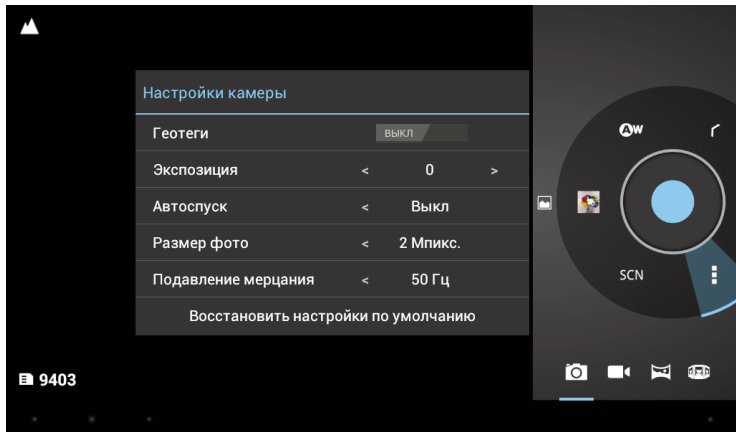 Настройки камеры
Геотеги ВЫКЛ
Экспозиция < 0 >
Автоспуск < Выкл
Размер фото < 2 Мпикс.
Подавление мерцания < 50 Гц
Восстановить настройки по умолчанию
AW
SCN
9403